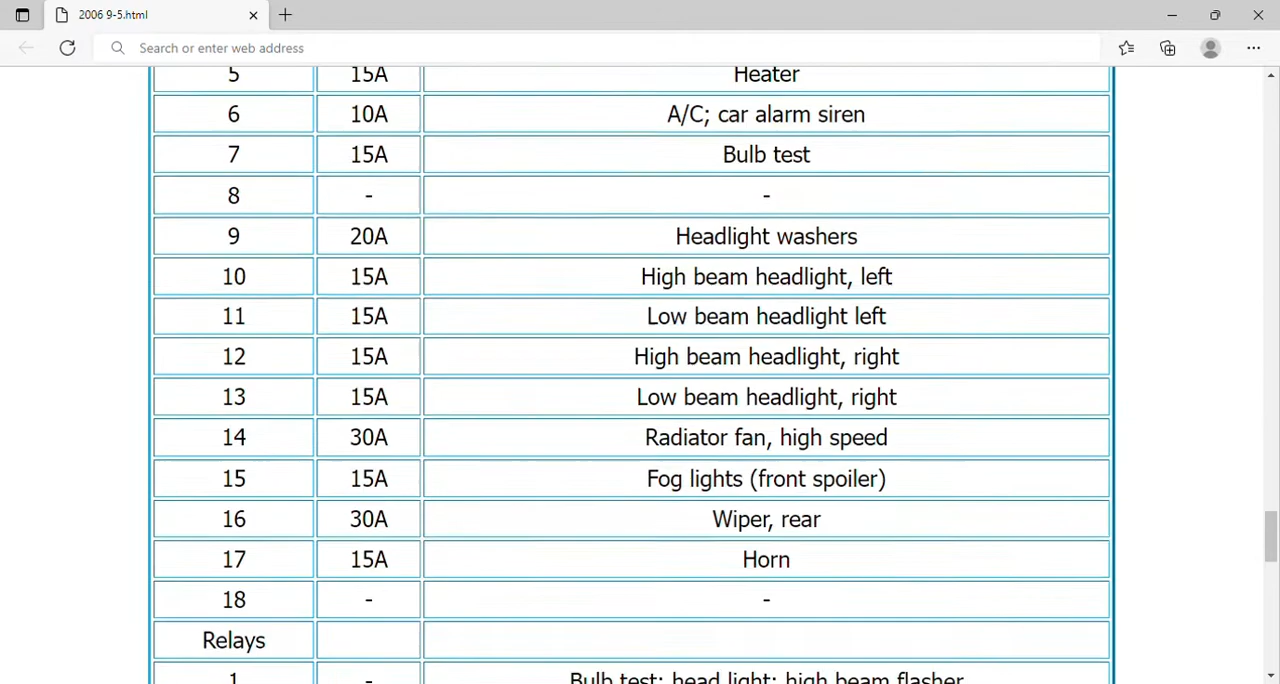 2006 9-5.html
Search or enter web address
5 15A Heater
6 10A A/C; car alarm siren
7 15A Bulb test
8 - -
9 20A Headlight washers
10 15A High beam headlight, left
11 15A Low beam headlight left
12 15A High beam headlight, right
13 15A Low beam headlight, right
14 30A Radiator fan, high speed
15 15A Fog lights (front spoiler)
16 30A Wiper, rear
17 15A Horn
18 - -
Relays
1 - Bulb test; head light; high beam flasher